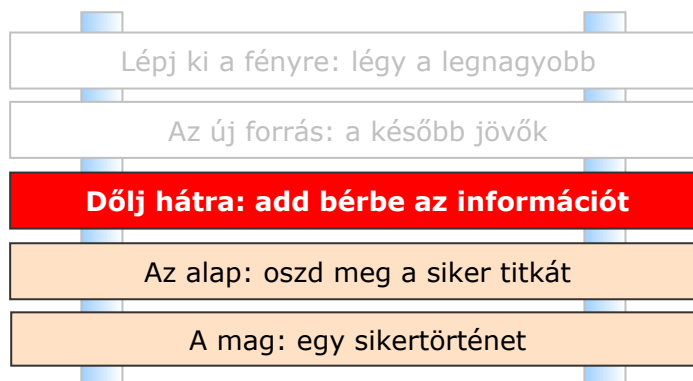 Lépj ki a fényre: légy a legnagyobb
Az új forrás: a később jövők
Dőlj hátra: add bérbe az információt
Az alap: oszd meg a siker titkát
A mag: egy sikertörténet